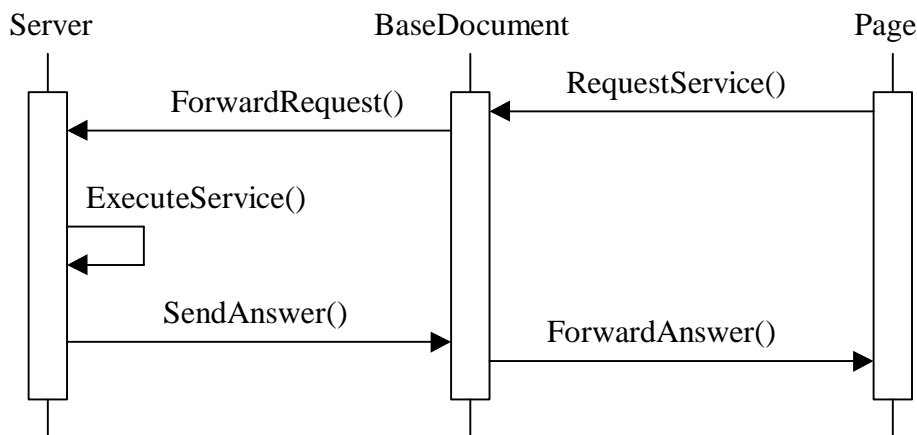 Server
BaseDocument
Page
RequestService()
ForwardRequest()
ExecuteService()
SendAnswer()
ForwardAnswer()